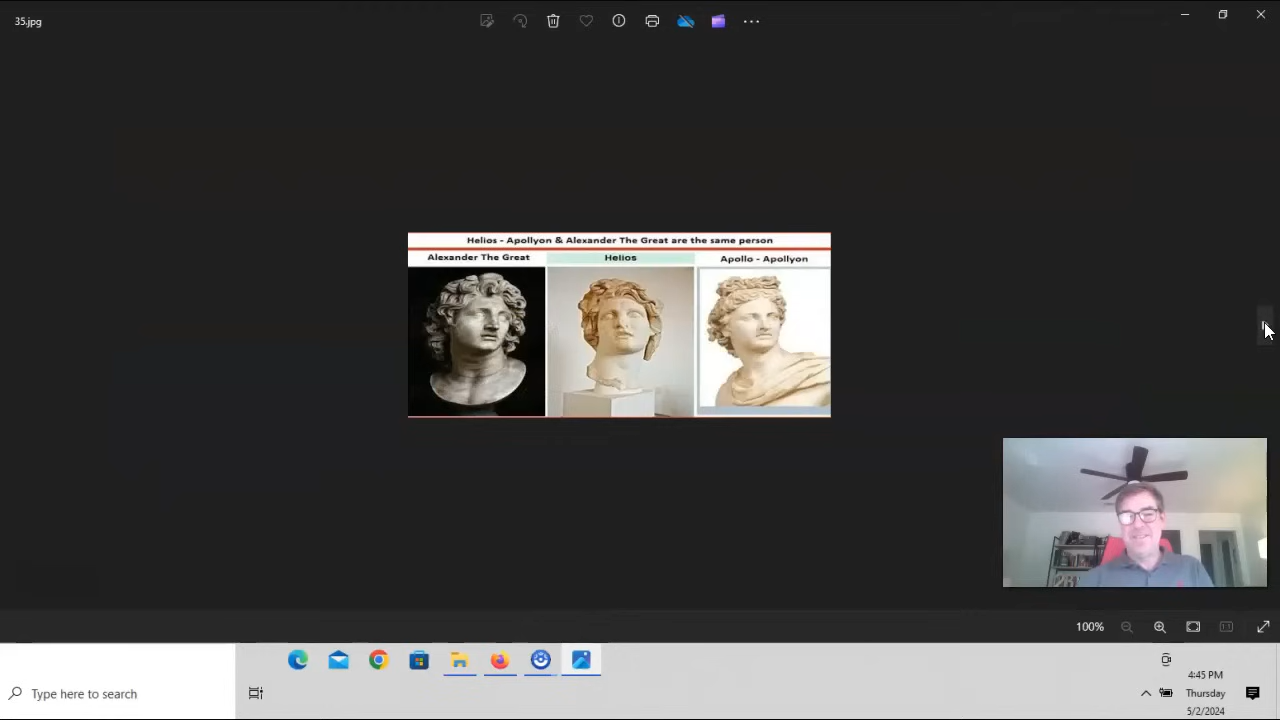 35.jpg
Helios - Apollyon & Alexander The Great are the same person
Alexander The Great
Helios
Apollo - Apollyon
100%
Type here to search
4:45 PM
Thursday
5/2/2024